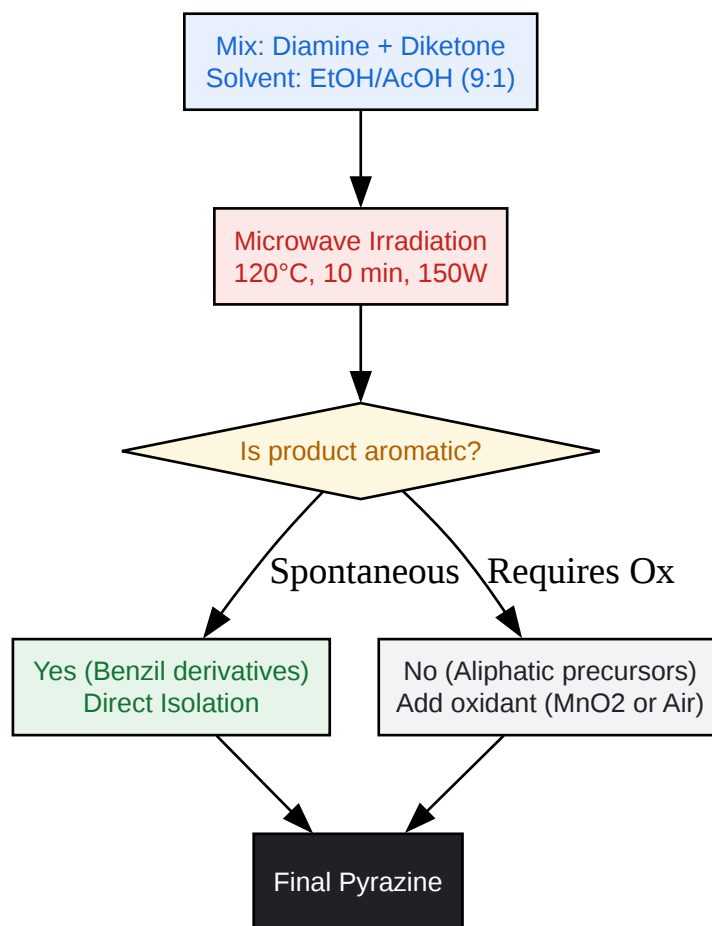 Mix: Diamine + Diketone
Solvent: EtOH/AcOH (9:1)
Microwave Irradiation
120°C, 10 min, 150W
Is product aromatic?
Spontaneous
Requires Ox
Yes (Benzil derivatives)
Direct Isolation
No (Aliphatic precursors)
Add oxidant (MnO2 or Air)
Final Pyrazine